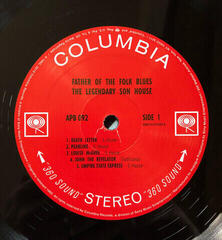 COLUMBIA
FATHER OF THE FOLK BLUES
THE LEGENDARY SON HOUSE
APB 692
SIDE 1
1. DEATH LETTER
2. PEARLINE
3. LOUISE McGHEE
4. JOHN THE REVELATOR
5. EMPIRE STATE EXPRESS
"360 SOUND" STEREO "360 SOUND"